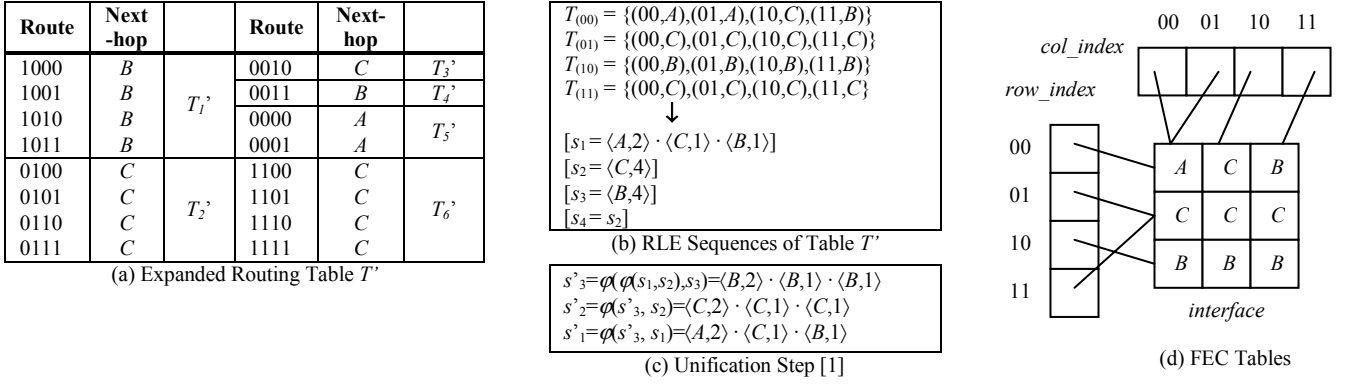 Route Next -hop Route Next- hop
1000 B T₁’ 0010 C T₃’
1001 B 0011 B T₄’
1010 B 0000 A T₅’
1011 B 0001 A
0100 C T₂’ 1100 C T₆’
0101 C 1101 C
0110 C 1110 C
0111 C 1111 C
(a) Expanded Routing Table T’
T(00) = {(00,A),(01,A),(10,C),(11,B)}
T(01) = {(00,C),(01,C),(10,C),(11,C)}
T(10) = {(00,B),(01,B),(10,B),(11,B)}
T(11) = {(00,C),(01,C),(10,C),(11,C}
[s₁ = ⟨A,2⟩ · ⟨C,1⟩ · ⟨B,1⟩]
[s₂ = ⟨C,4⟩]
[s₃ = ⟨B,4⟩]
[s₄ = s₂]
(b) RLE Sequences of Table T’
s’₃=φ(φ(s₁,s₂),s₃)=⟨B,2⟩ · ⟨B,1⟩ · ⟨B,1⟩
s’₂=φ(s’₃, s₂)=⟨C,2⟩ · ⟨C,1⟩ · ⟨C,1⟩
s’₁=φ(s’₃, s₁)=⟨A,2⟩ · ⟨C,1⟩ · ⟨B,1⟩
(c) Unification Step [1]
00 01 10 11
col_index
row_index
00
A C B
01
C C C
10
B B B
11
interface
(d) FEC Tables